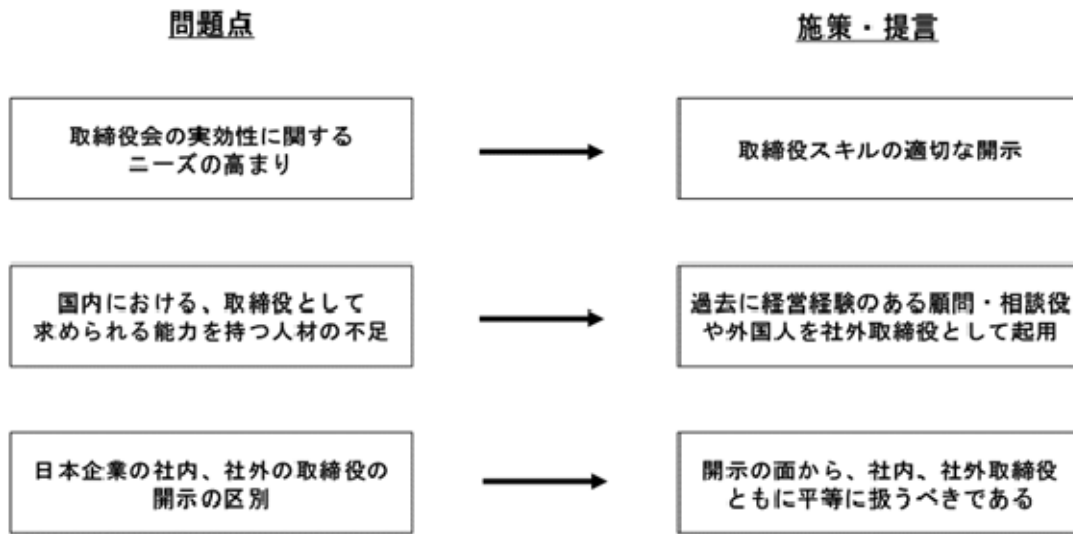 問題点
施策・提言
取締役会の実効性に関する
ニーズの高まり
取締役スキルの適切な開示
国内における、取締役として
求められる能力を持つ人材の不足
過去に経営経験のある顧問・相談役
や外国人を社外取締役として起用
日本企業の社内、社外の取締役の
開示の区別
開示の面から、社内、社外取締役
ともに平等に扱うべきである